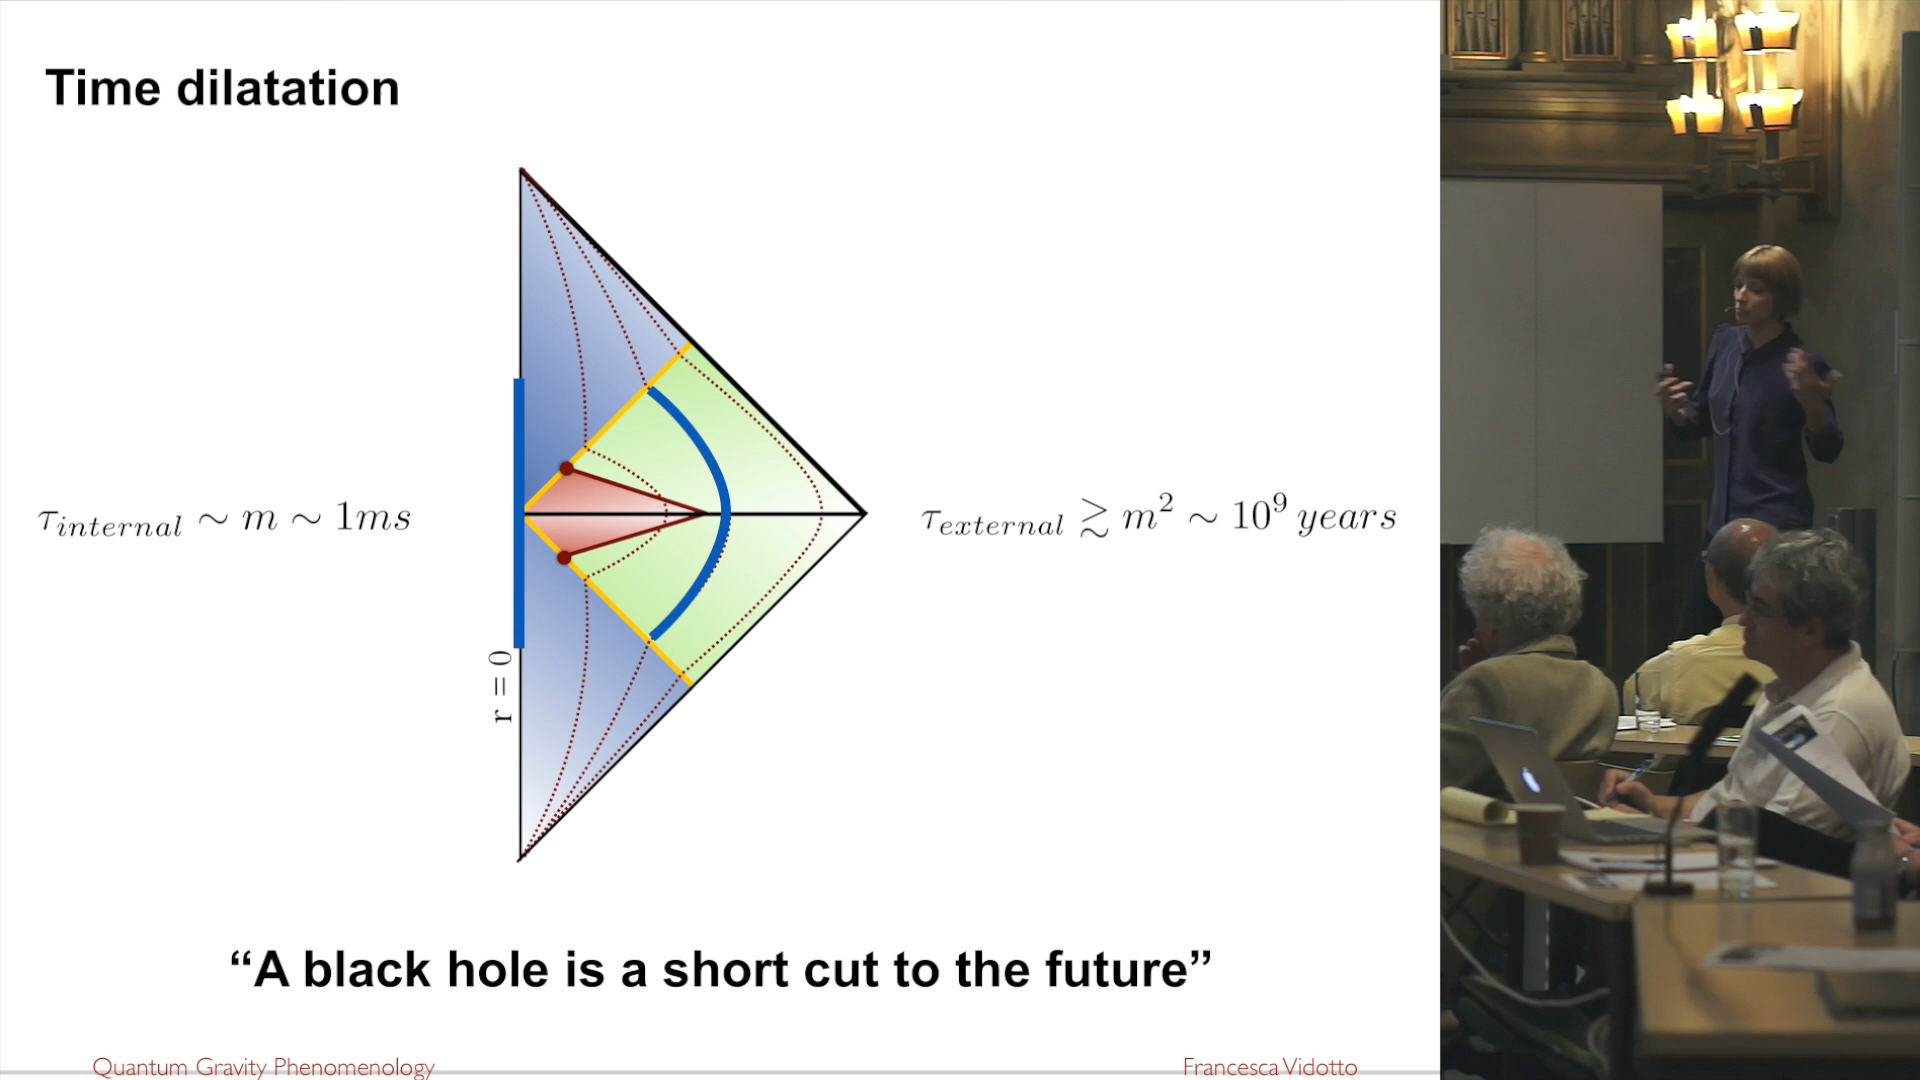 Time dilatation
τ_internal ∼ m ∼ 1ms
τ_external ≳ m² ∼ 10⁹ years
r = 0
“A black hole is a short cut to the future”
Quantum Gravity Phenomenology
Francesca Vidotto